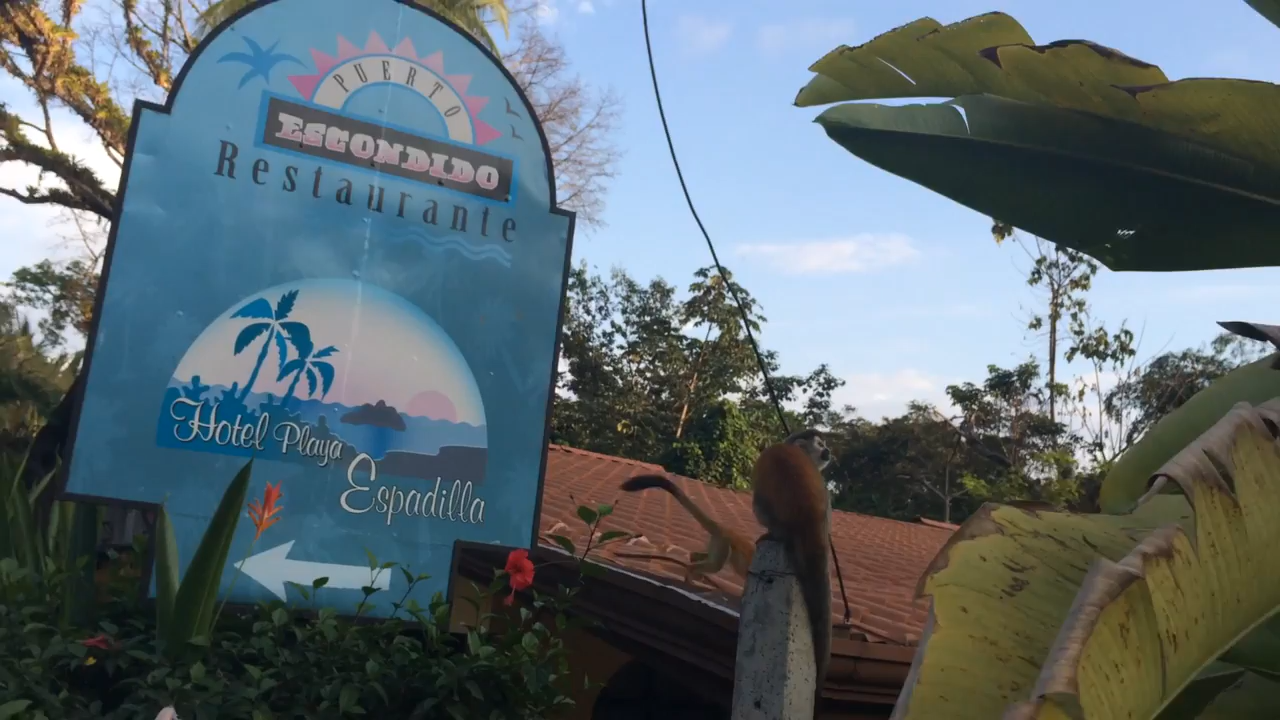 PUERTO
ESCONDIDO
Restaurante
Hotel Playa
Espadilla